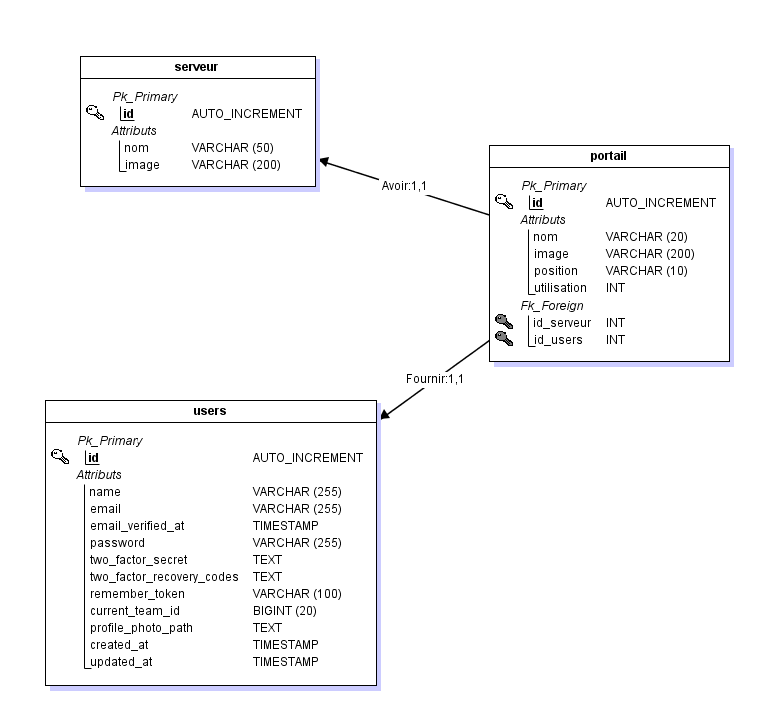 serveur
Pk_Primary
id AUTO_INCREMENT
Attributs
nom VARCHAR (50)
image VARCHAR (200)
Avoir:1,1
portail
Pk_Primary
id AUTO_INCREMENT
Attributs
nom VARCHAR (20)
image VARCHAR (200)
position VARCHAR (10)
utilisation INT
Fk_Foreign
id_serveur INT
id_users INT
Fournir:1,1
users
Pk_Primary
id AUTO_INCREMENT
Attributs
name VARCHAR (255)
email VARCHAR (255)
email_verified_at TIMESTAMP
password VARCHAR (255)
two_factor_secret TEXT
two_factor_recovery_codes TEXT
remember_token VARCHAR (100)
current_team_id BIGINT (20)
profile_photo_path TEXT
created_at TIMESTAMP
updated_at TIMESTAMP